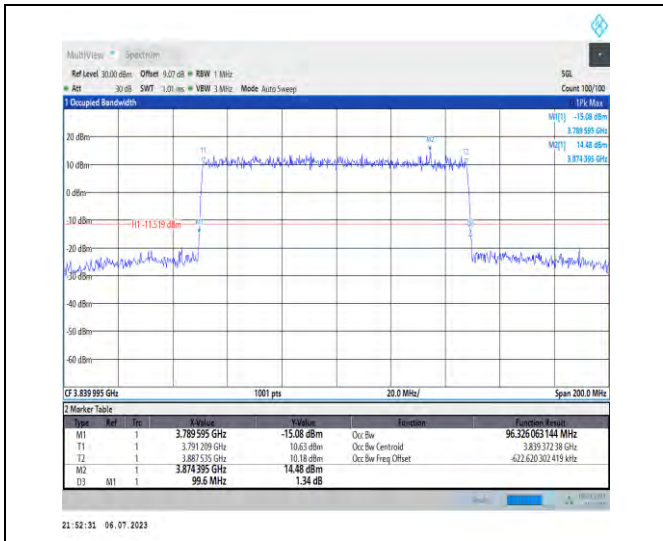 MultiView Spectrum
Ref Level 30.00 dBm Offset 9.07 dB RBW 1 MHz SGL
Att 30 dB SWT 1.01 ms VBW 3 MHz Mode Auto Sweep Count 100/100
1 Occupied Bandwidth 1Pk Max
M1[1] -15.08 dBm
3.789 595 GHz
M2[1] 14.48 dBm
3.874 395 GHz
20 dBm
T1 M2 T2
10 dBm
0 dBm
-10 dBm
H1 -11.519 dBm
M1
-20 dBm
-30 dBm
-40 dBm
-50 dBm
-60 dBm
CF 3.839 995 GHz 1001 pts 20.0 MHz/ Span 200.0 MHz
2 Marker Table
Type Ref Trc X-Value Y-Value Function Function Result
M1 1 3.789 595 GHz -15.08 dBm Occ Bw 96.326 063 144 MHz
T1 1 3.791 209 GHz 10.63 dBm Occ Bw Centroid 3.839 372 38 GHz
T2 1 3.887 535 GHz 10.18 dBm Occ Bw Freq Offset -622.620 302 419 kHz
M2 1 3.874 395 GHz 14.48 dBm
D3 M1 1 99.6 MHz 1.34 dB
21:52:31 06.07.2023